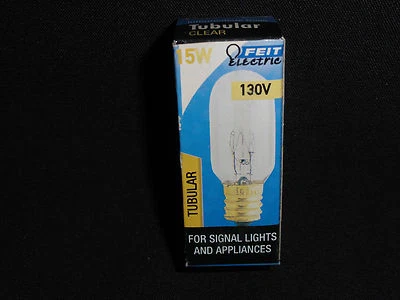 Tubular
CLEAR
15W
FEIT
Electric
130V
TUBULAR
FOR SIGNAL LIGHTS
AND APPLIANCES